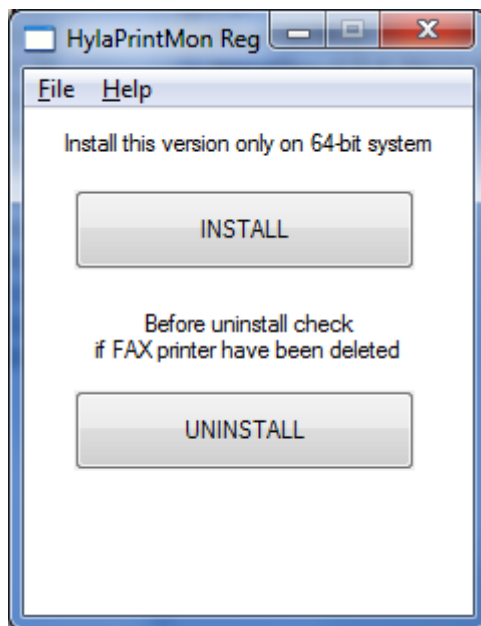 HylaPrintMon Reg
File Help
Install this version only on 64-bit system
INSTALL
Before uninstall check
if FAX printer have been deleted
UNINSTALL